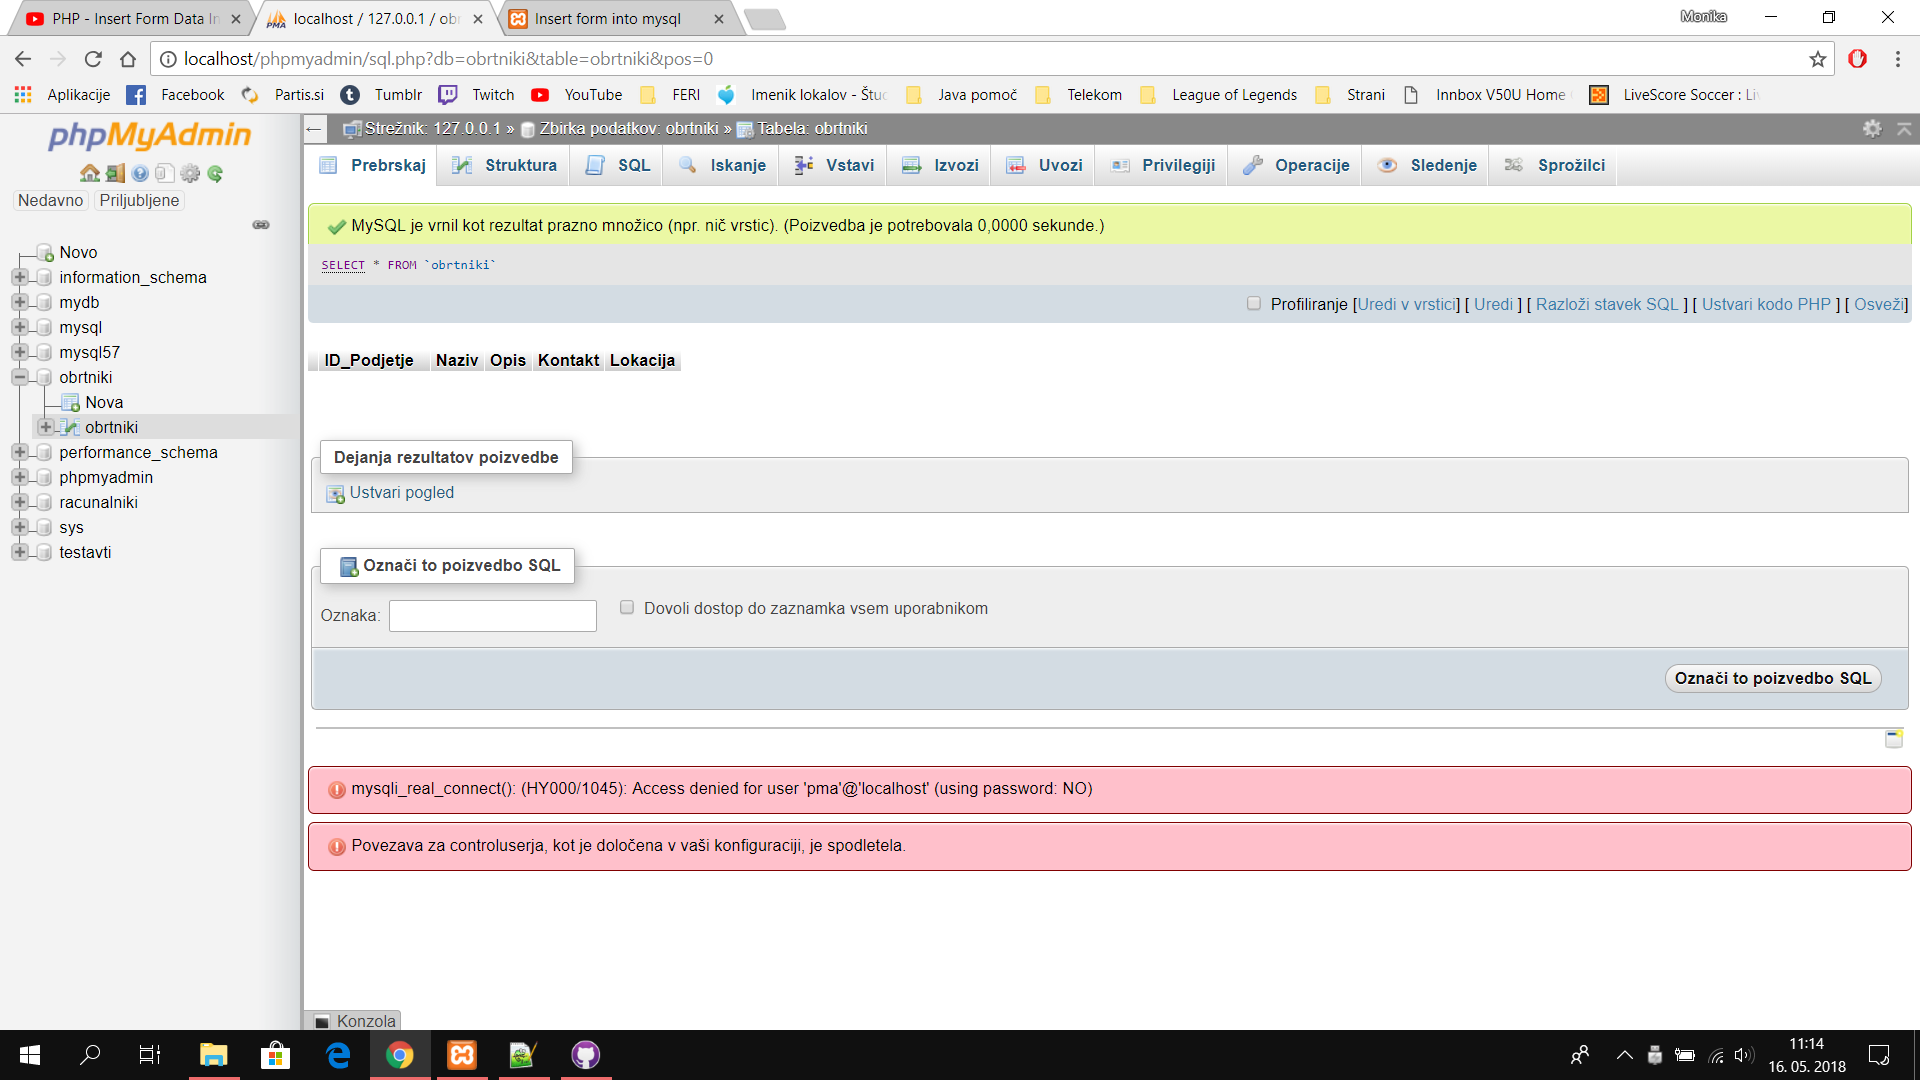 PHP - Insert Form Data In
localhost / 127.0.0.1 / obr
Insert form into mysql
Monika
localhost/phpmyadmin/sql.php?db=obrtniki&table=obrtniki&pos=0
Aplikacije Facebook Partis.si Tumblr Twitch YouTube FERI Imenik lokalov - Štuc Java pomoč Telekom League of Legends Strani Innbox V50U Home LiveScore Soccer : Li
phpMyAdmin
Nedavno Priljubljene
Novo
information_schema
mydb
mysql
mysql57
obrtniki
Nova
obrtniki
performance_schema
phpmyadmin
racunalniki
sys
testavti
Strežnik: 127.0.0.1 » Zbirka podatkov: obrtniki » Tabela: obrtniki
Prebrskaj Struktura SQL Iskanje Vstavi Izvozi Uvozi Privilegiji Operacije Sledenje Sprožilci
MySQL je vrnil kot rezultat prazno množico (npr. nič vrstic). (Poizvedba je potrebovala 0,0000 sekunde.)
SELECT * FROM `obrtniki`
Profiliranje [Uredi v vrstici] [ Uredi ] [ Razloži stavek SQL ] [ Ustvari kodo PHP ] [ Osveži]
ID_Podjetje Naziv Opis Kontakt Lokacija
Dejanja rezultatov poizvedbe
Ustvari pogled
Označi to poizvedbo SQL
Oznaka:
Dovoli dostop do zaznamka vsem uporabnikom
Označi to poizvedbo SQL
mysqli_real_connect(): (HY000/1045): Access denied for user 'pma'@'localhost' (using password: NO)
Povezava za controluserja, kot je določena v vaši konfiguraciji, je spodletela.
Konzola
11:14
16. 05. 2018